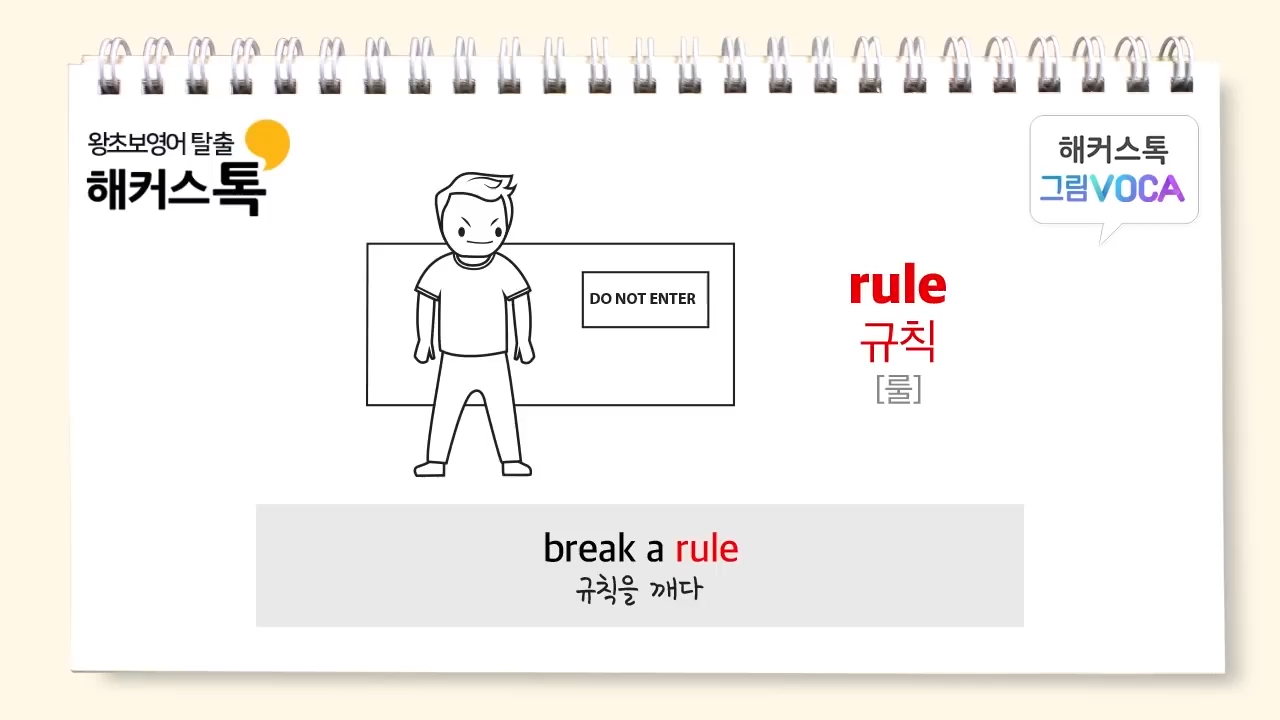 왕초보영어 탈출
해커스톡
해커스톡
그림VOCA
DO NOT ENTER
rule
규칙
[룰]
break a rule
규칙을 깨다